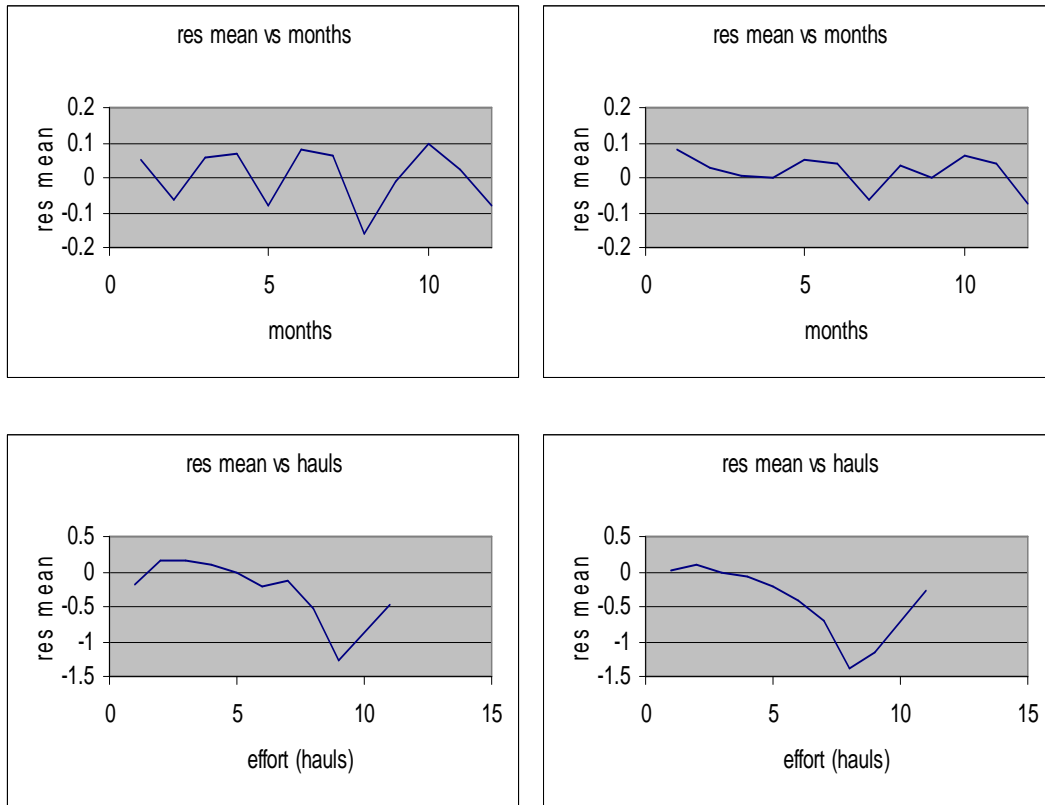 res mean vs months
0.2
0.1
0
-0.1
-0.2
res mean
0 5 10
months
res mean vs months
0.2
0.1
0
-0.1
-0.2
res mean
0 5 10
months
res mean vs hauls
0.5
0
-0.5
-1
-1.5
res mean
0 5 10 15
effort (hauls)
res mean vs hauls
0.5
0
-0.5
-1
-1.5
res mean
0 5 10 15
effort (hauls)